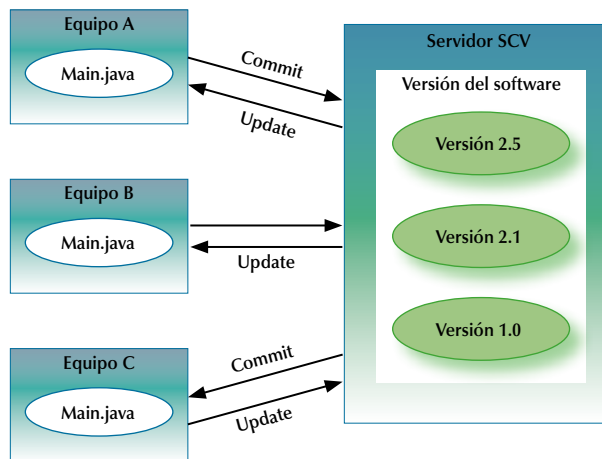 Equipo A
Main.java
Commit
Update
Equipo B
Main.java
Update
Equipo C
Main.java
Commit
Update
Servidor SCV
Versión del software
Versión 2.5
Versión 2.1
Versión 1.0